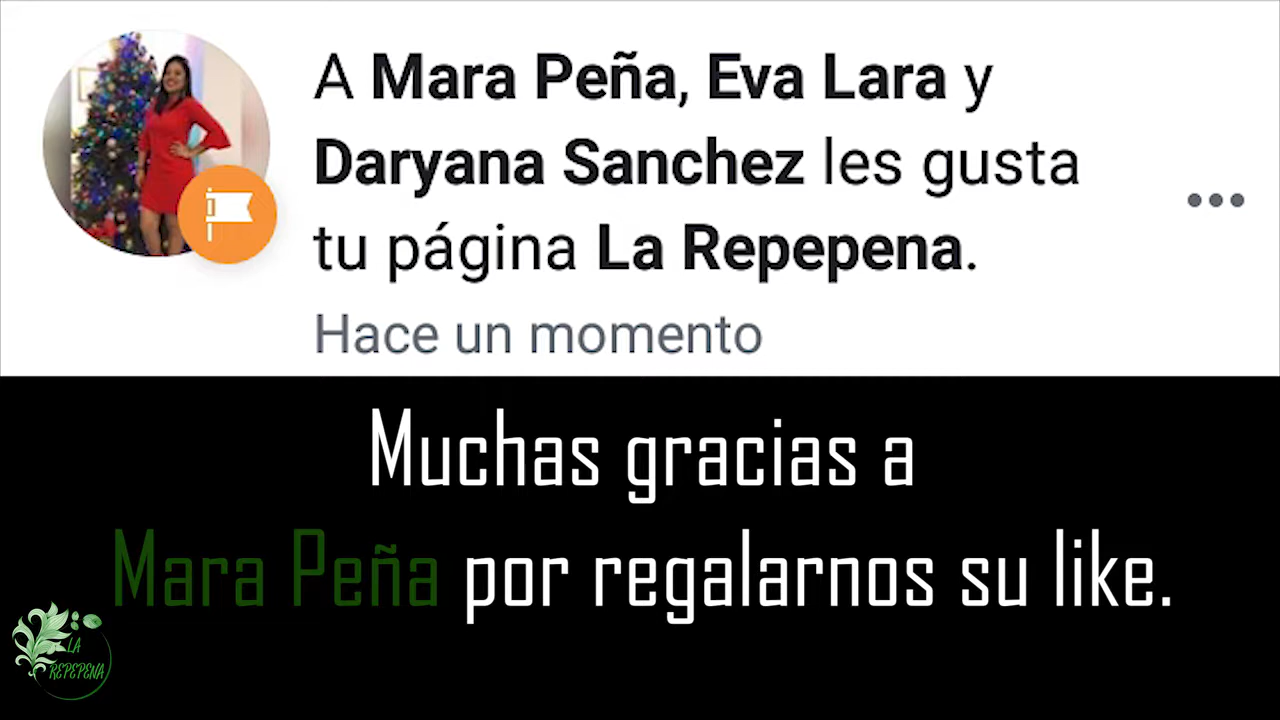 A Mara Peña, Eva Lara y
Daryana Sanchez les gusta
tu página La Repepena.
Hace un momento
Muchas gracias a
Mara Peña por regalarnos su like.
LA
REPEPENA